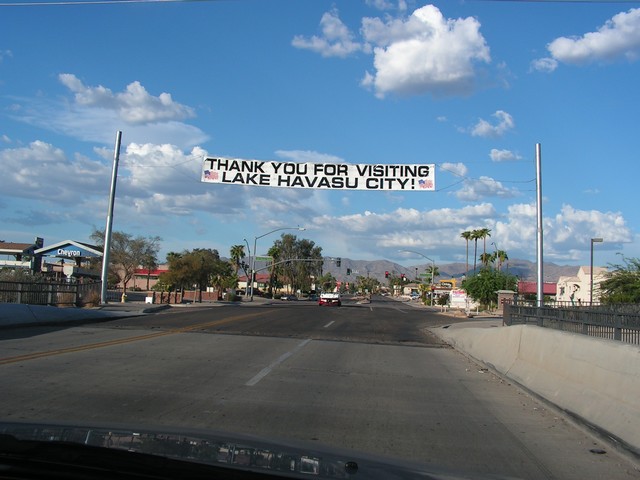 THANK YOU FOR VISITING
LAKE HAVASU CITY!
Chevron